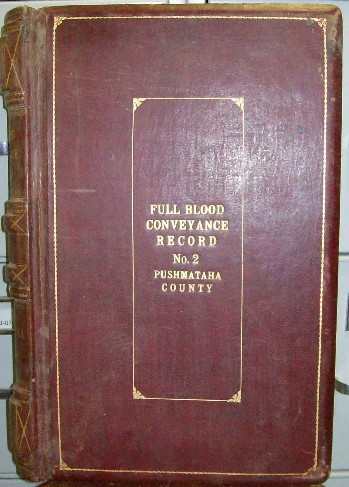 FULL BLOOD
CONVEYANCE
RECORD
No. 2
PUSHMATAHA
COUNTY